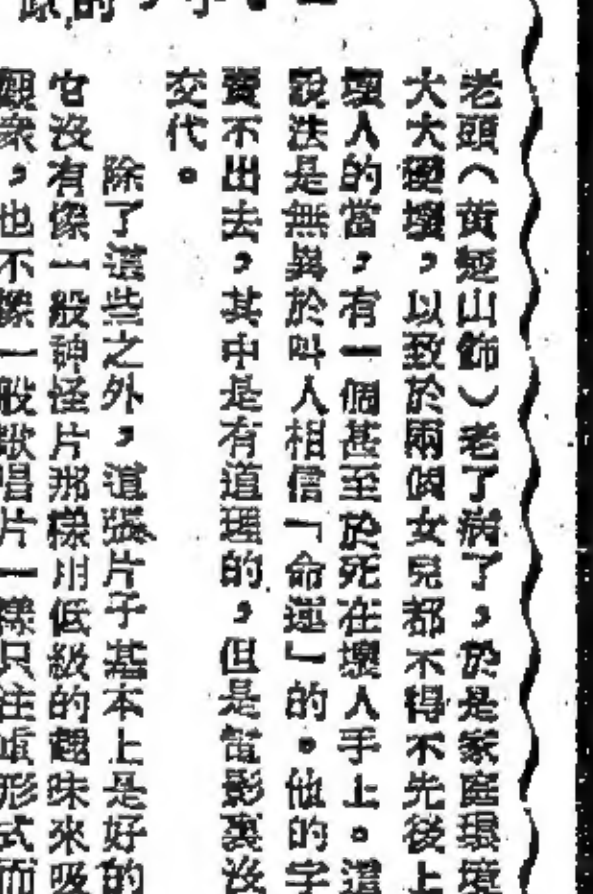 老頭（黃楚山飾）老了病了，於是家庭環境
大大變壞，以致於兩個女兒都不得不先後上
壞人的當，有一個甚至於死在壞人手上。這
說法是無異於叫人相信「命運」的。他的字
賣不出去，其中是有道理的，但是電影裏沒
交代。
除了這些之外，這張片子基本上是好的
它沒有像一般神怪片那樣用低級的趣味來吸
觀衆，也不像一般歌唱片一樣只注重形式而